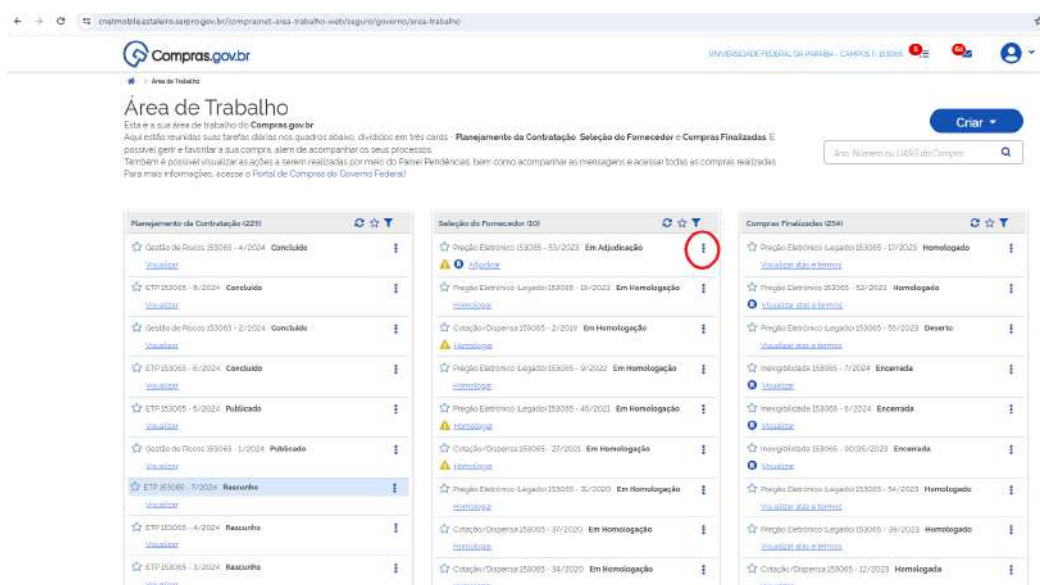 cnetmobile.estaleiro.serpro.gov.br/comprasnet-area-trabalho-web/seguro/governo/area-trabalho
Compras.gov.br
UNIVERSIDADE FEDERAL DA PARAIBA - CAMPUS I: 153065
5
64
Área de Trabalho
Área de Trabalho
Esta é a sua área de trabalho do Compras.gov.br
Criar
Aqui estão reunidas suas tarefas diárias nos quadros abaixo, divididos em três cards - Planejamento da Contratação, Seleção do Fornecedor e Compras Finalizadas. É
possível gerir e favoritar a sua compra, além de acompanhar os seus processos.
Ano, Número ou UASG da Compra
Também é possível visualizar as ações a serem realizadas por meio do Painel Pendências, bem como acompanhar as mensagens e acessar todas as compras realizadas.
Para mais informações, acesse o Portal de Compras do Governo Federal!
Planejamento da Contratação (225)
Gestão de Riscos 153065 - 4/2024 Concluído
Visualizar
ETP 153065 - 8/2024 Concluído
Visualizar
Gestão de Riscos 153065 - 2/2024 Concluído
Visualizar
ETP 153065 - 6/2024 Concluído
Visualizar
ETP 153065 - 5/2024 Publicado
Visualizar
Gestão de Riscos 153065 - 1/2024 Publicado
Visualizar
ETP 153065 - 7/2024 Rascunho
Visualizar
ETP 153065 - 4/2024 Rascunho
Visualizar
ETP 153065 - 3/2024 Rascunho
Visualizar
Seleção do Fornecedor (10)
Pregão Eletrônico 153065 - 53/2023 Em Adjudicação
Adjudicar
Pregão Eletrônico (Legado) 153065 - 19/2023 Em Homologação
Homologar
Cotação/Dispensa 153065 - 2/2019 Em Homologação
Homologar
Pregão Eletrônico (Legado) 153065 - 9/2022 Em Homologação
Homologar
Pregão Eletrônico (Legado) 153065 - 46/2021 Em Homologação
Homologar
Cotação/Dispensa 153065 - 27/2021 Em Homologação
Homologar
Pregão Eletrônico (Legado) 153065 - 31/2020 Em Homologação
Homologar
Cotação/Dispensa 153065 - 37/2020 Em Homologação
Homologar
Cotação/Dispensa 153065 - 34/2020 Em Homologação
Compras Finalizadas (254)
Pregão Eletrônico (Legado) 153065 - 17/2023 Homologado
Visualizar atas e termos
Pregão Eletrônico 153065 - 52/2023 Homologado
Visualizar atas e termos
Pregão Eletrônico (Legado) 153065 - 55/2023 Deserto
Visualizar atas e termos
Inexigibilidade 153065 - 7/2024 Encerrada
Visualizar
Inexigibilidade 153065 - 6/2024 Encerrada
Visualizar
Inexigibilidade 153065 - 00036/2023 Encerrada
Visualizar
Pregão Eletrônico (Legado) 153065 - 54/2023 Homologado
Visualizar atas e termos
Pregão Eletrônico (Legado) 153065 - 39/2023 Homologado
Visualizar atas e termos
Cotação/Dispensa 153065 - 12/2023 Homologada